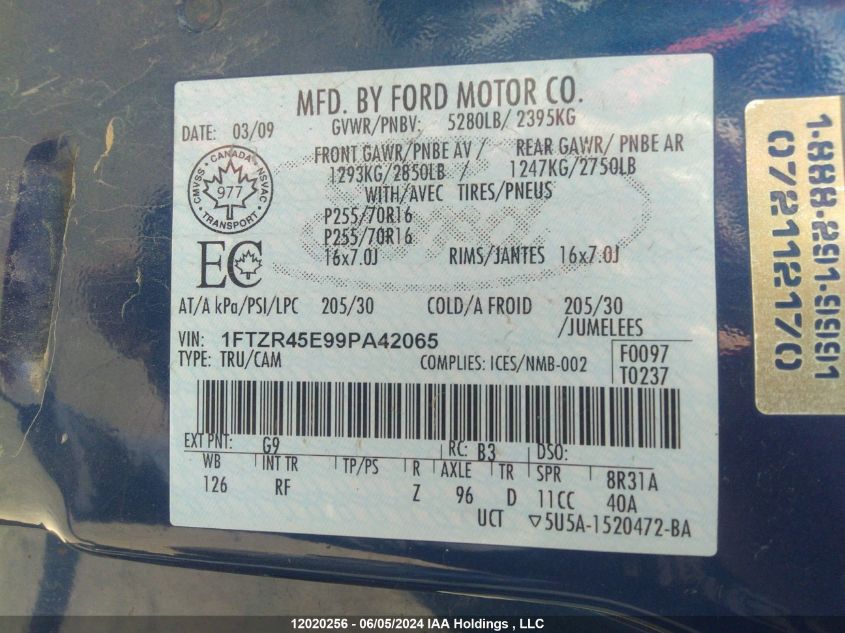 MFD. BY FORD MOTOR CO.
DATE: 03/09 GVWR/PNBV: 5280LB/ 2395KG
FRONT GAWR/PNBE AV / REAR GAWR/ PNBE AR
1293KG/2850LB / 1247KG/2750LB
WITH/AVEC TIRES/PNEUS
P255/70R16
P255/70R16
16x7.0J RIMS/JANTES 16x7.0J
CANADA
CMVSS NSVAC
977
TRANSPORT
EC
AT/A kPa/PSI/LPC 205/30 COLD/A FROID 205/30
/JUMELEES
VIN: 1FTZR45E99PA42065
TYPE: TRU/CAM COMPLIES: ICES/NMB-002
F0097
T0237
EXT PNT: G9 RC: B3 DSO:
WB INT TR TP/PS R AXLE TR SPR 8R31A
126 RF Z 96 D 11CC 40A
UCT 5U5A-1520472-BA
1-888-291-9991
072112170
12020256 - 06/05/2024 IAA Holdings, LLC